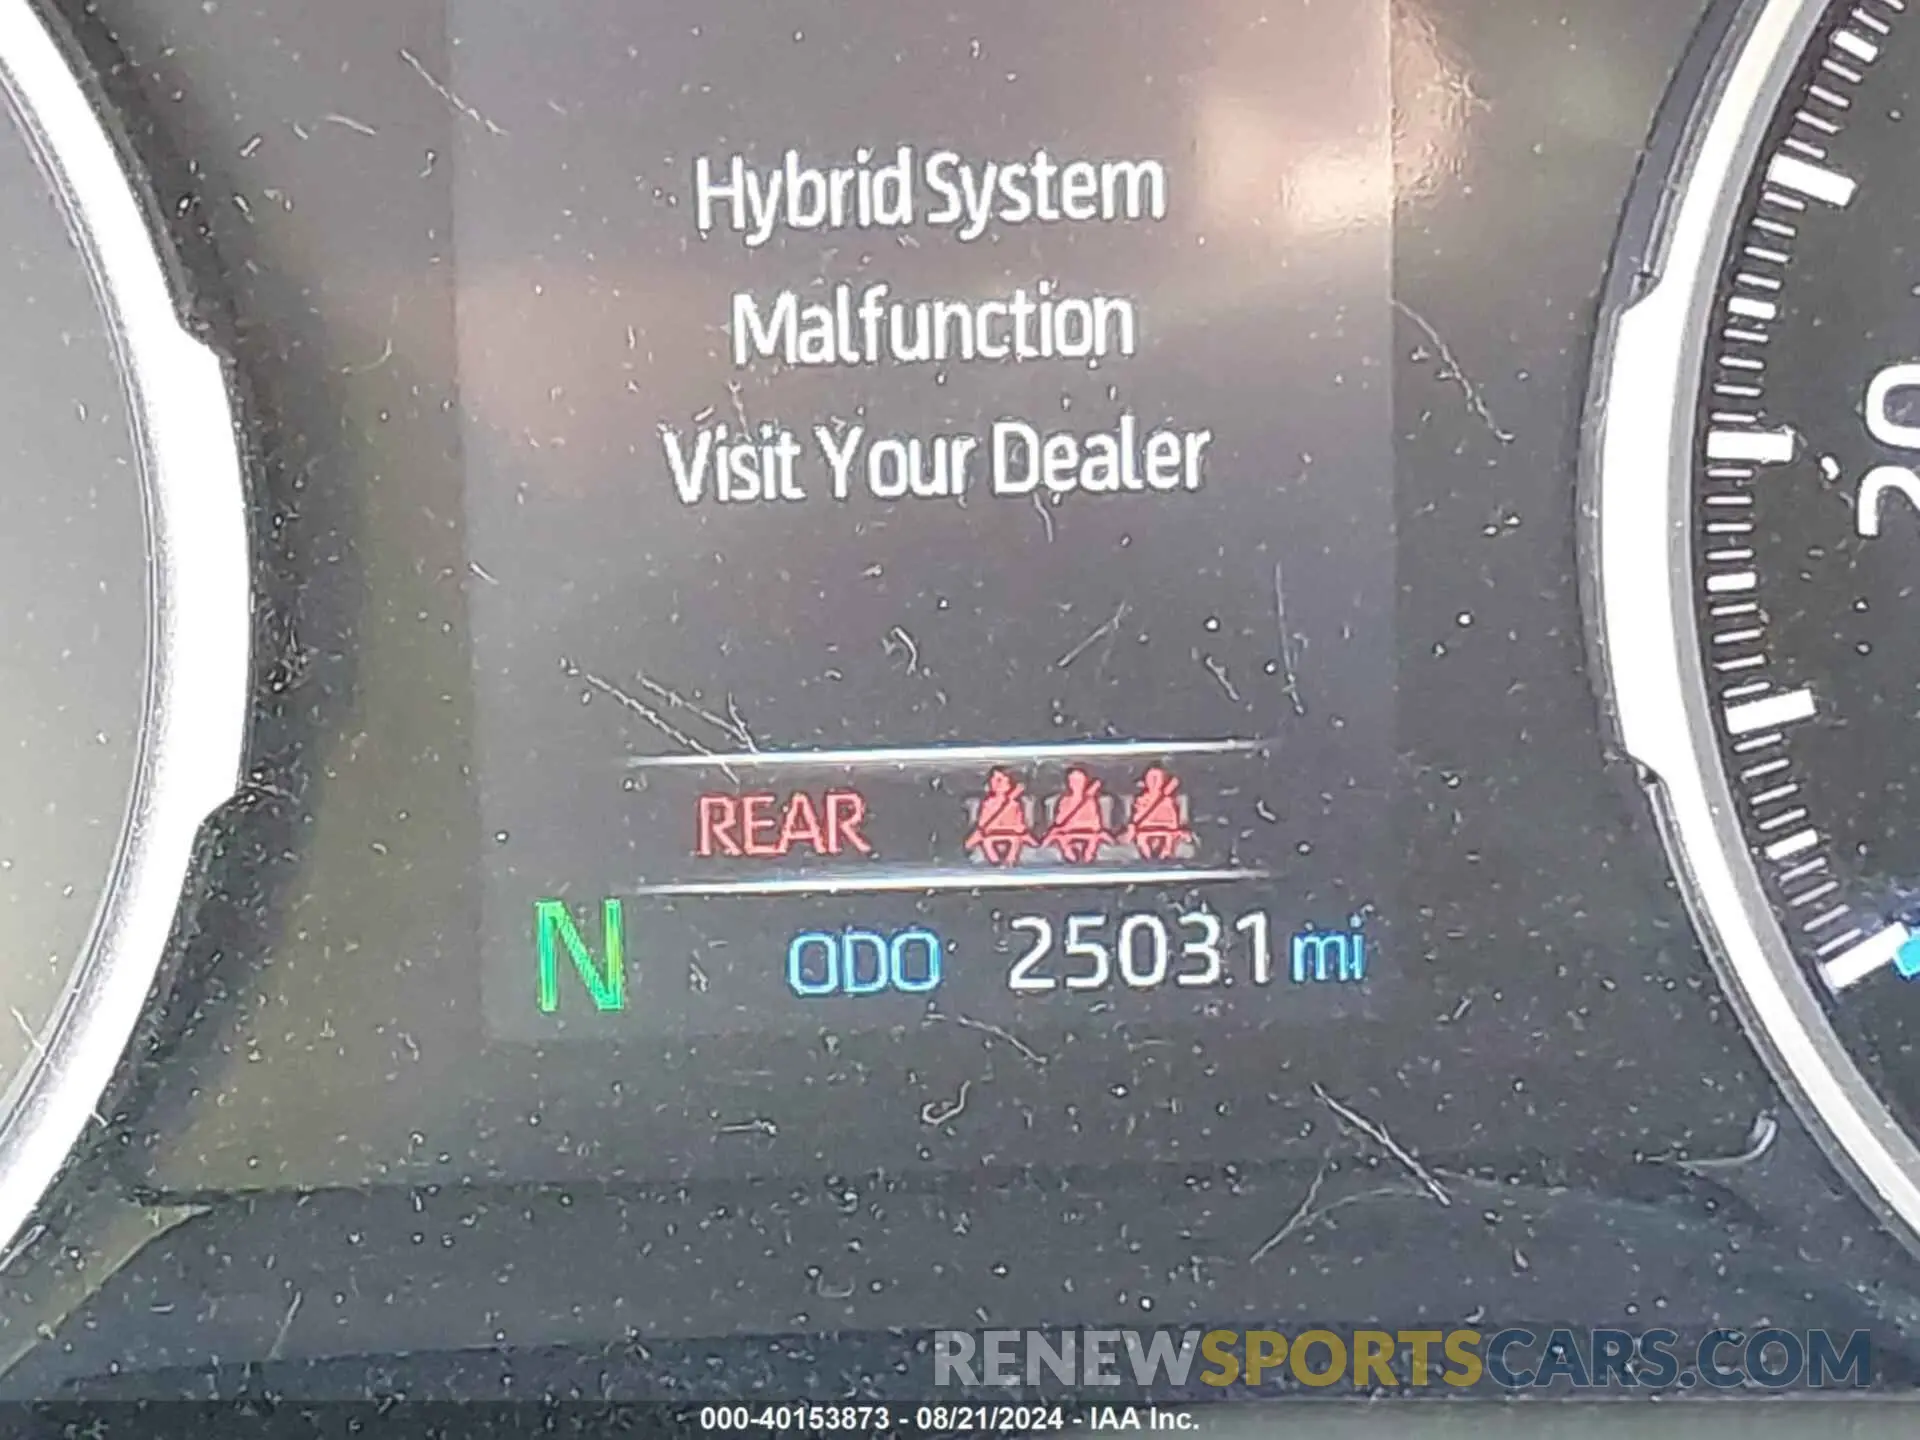 Hybrid System
Malfunction
Visit Your Dealer
20
REAR
N ODO 25031 mi
RENEWSPORTSCARS.COM
000-40153873 - 08/21/2024 - IAA Inc.